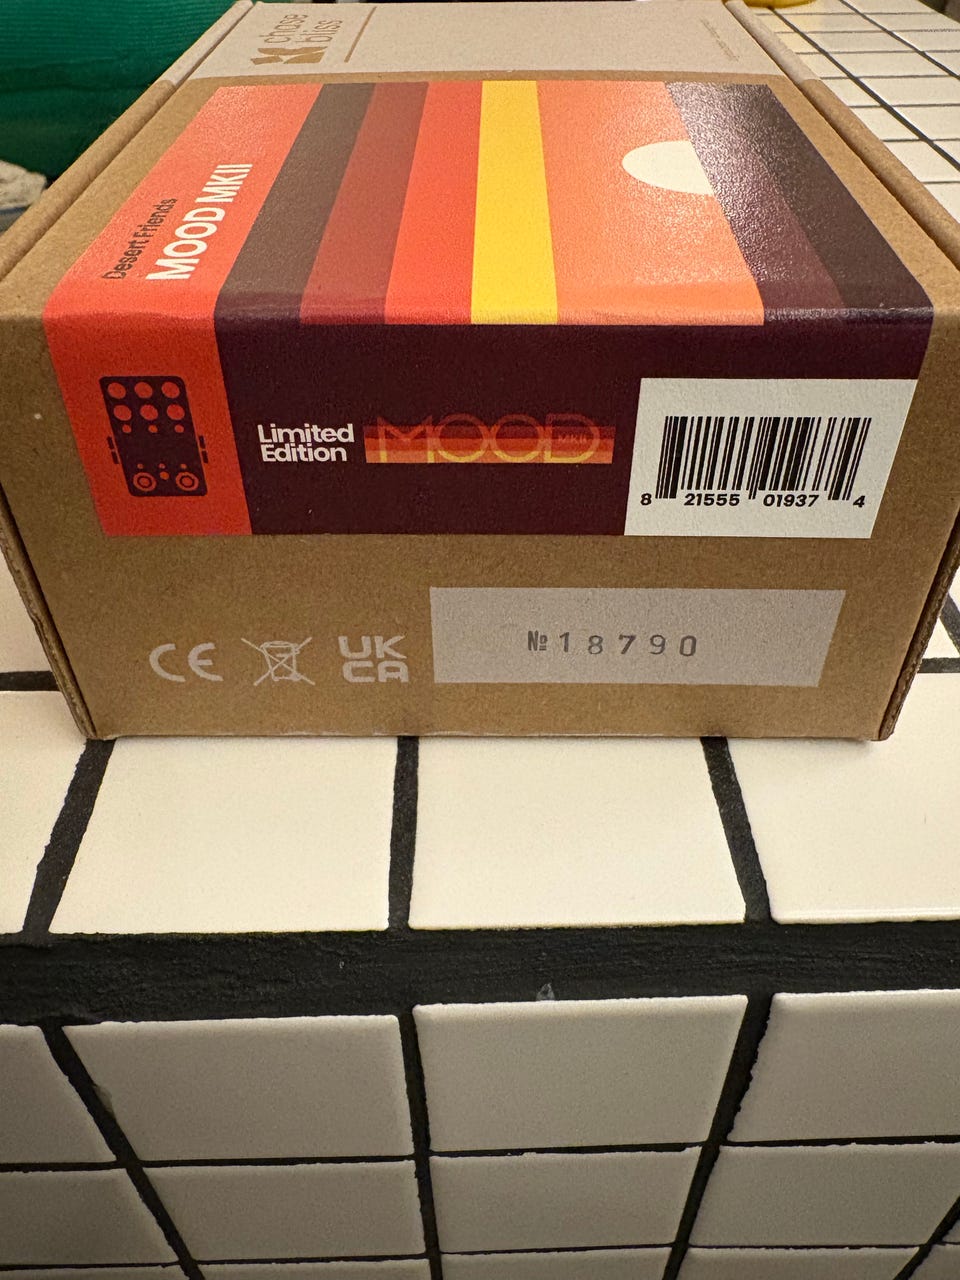 chase
bliss
Desert Friends
MOOD MKII
Limited
Edition
MOOD MKII
8 21555 01937 4
CE
UK
CA
№18790